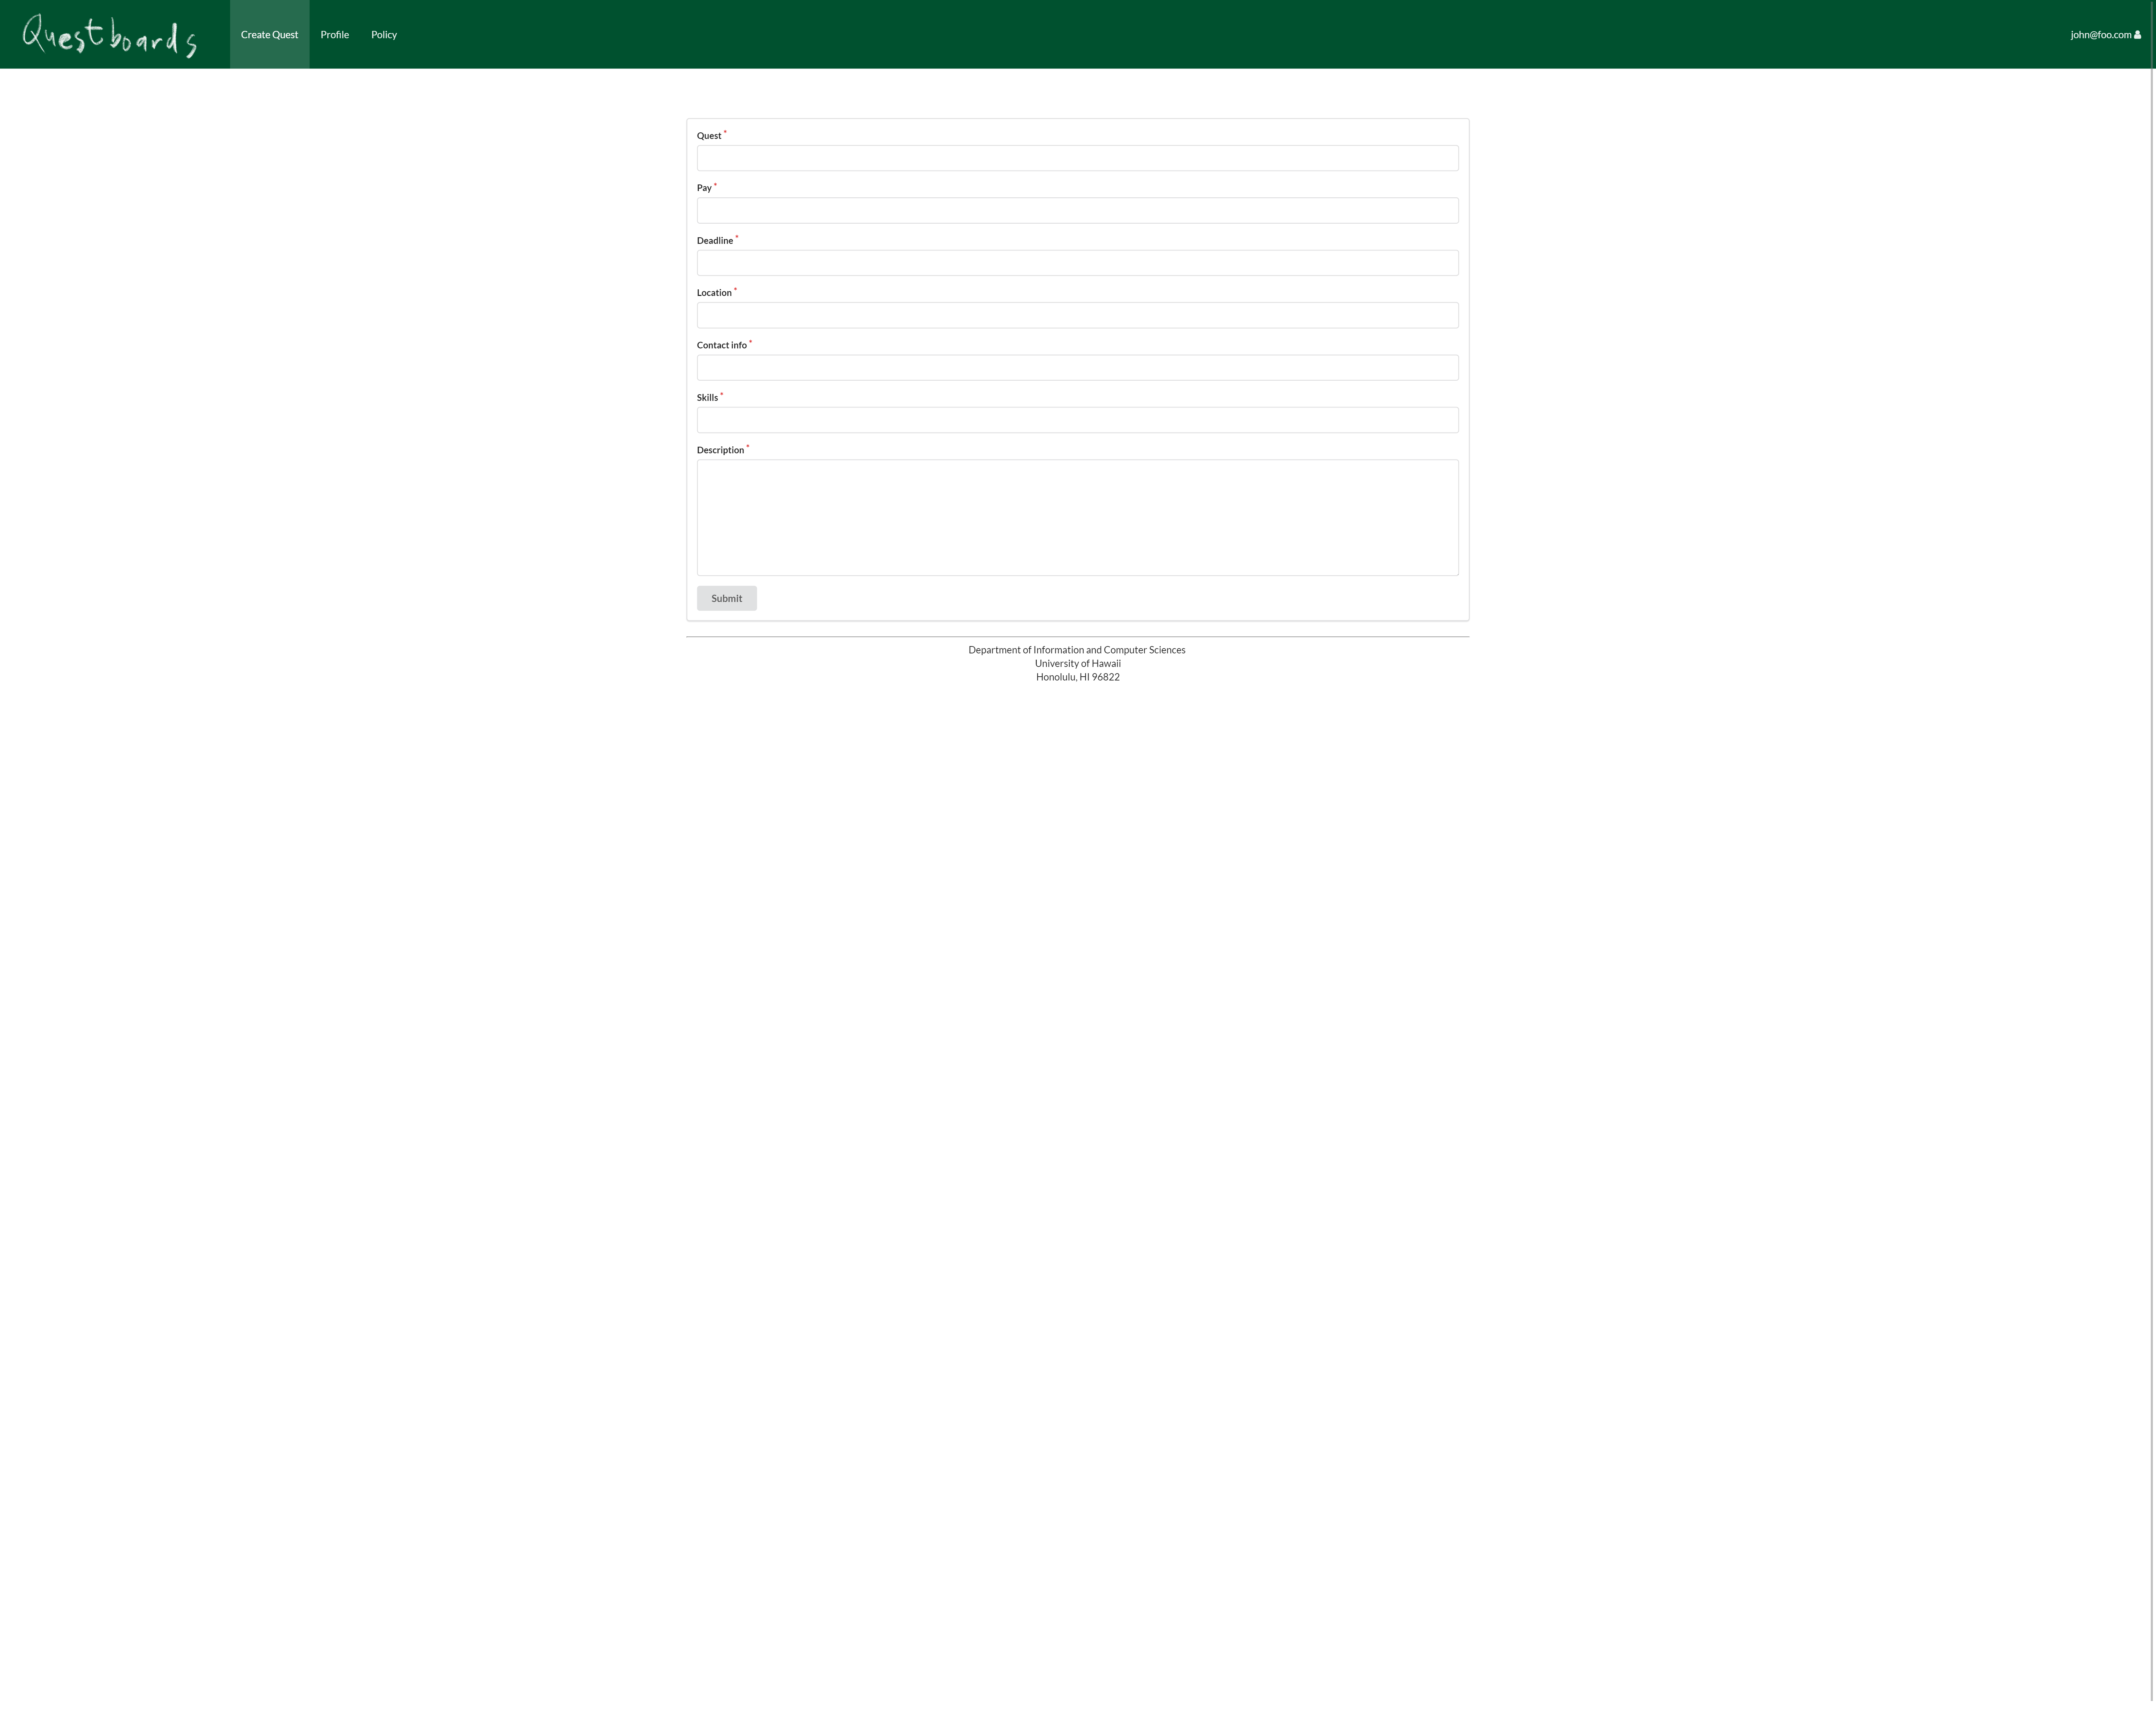 Questboards
Create Quest
Profile
Policy
john@foo.com
Quest *
Pay *
Deadline *
Location *
Contact info *
Skills *
Description *
Submit
Department of Information and Computer Sciences
University of Hawaii
Honolulu, HI 96822